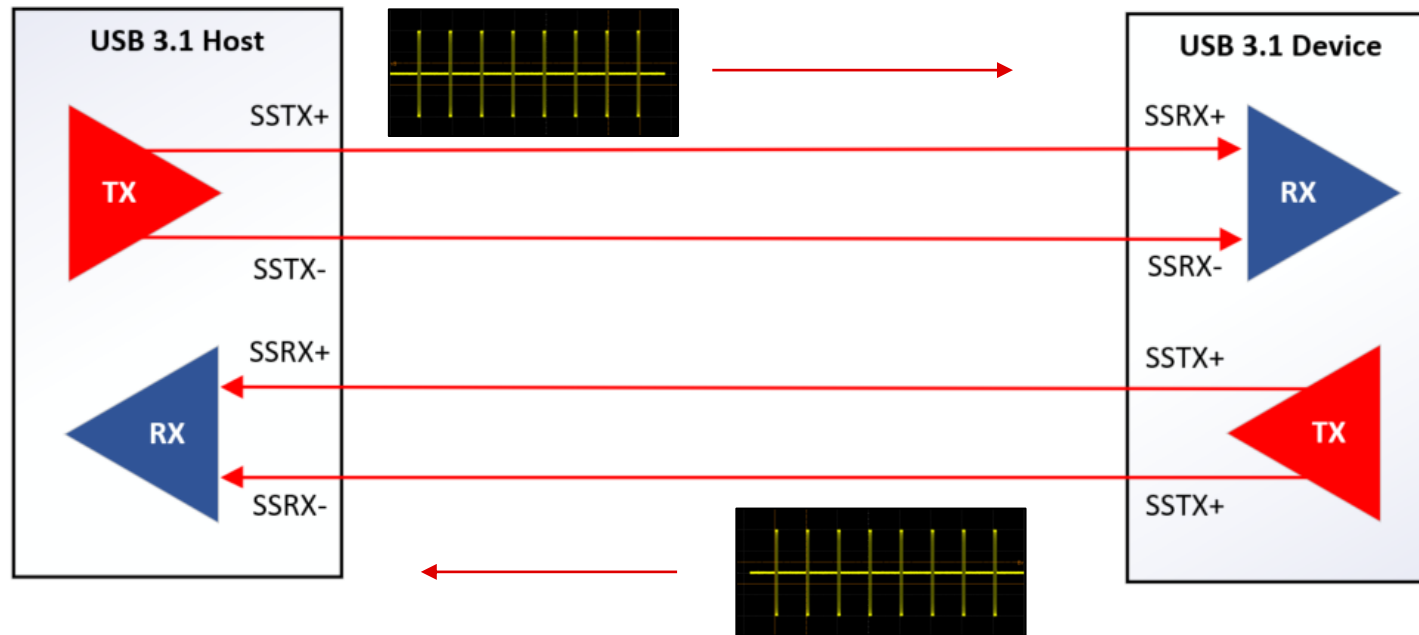 USB 3.1 Host
USB 3.1 Device
SSTX+
SSRX+
TX
RX
SSTX-
SSRX-
SSRX+
SSTX+
RX
TX
SSRX-
SSTX+